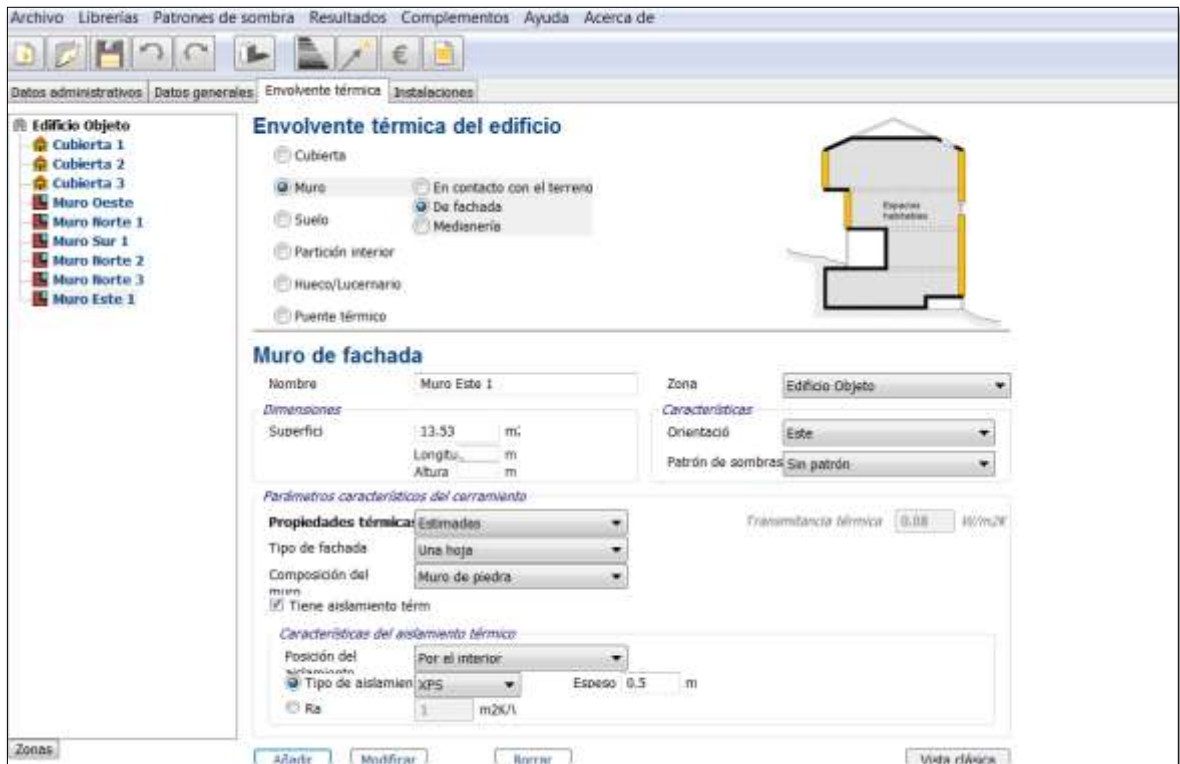 Archivo Librerías Patrones de sombra Resultados Complementos Ayuda Acerca de
€
Datos administrativos Datos generales Envolvente térmica Instalaciones
Edificio Objeto
Cubierta 1
Cubierta 2
Cubierta 3
Muro Oeste
Muro Norte 1
Muro Sur 1
Muro Norte 2
Muro Norte 3
Muro Este 1
Zonas
Envolvente térmica del edificio
Cubierta
Muro
En contacto con el terreno
De fachada
Medianería
Suelo
Partición interior
Hueco/Lucernario
Puente térmico
Espacios habitables
Muro de fachada
Nombre Muro Este 1 Zona Edificio Objeto
Dimensiones Características
Superfici 13.53 m² Orientació Este
Longitu m
Altura m
Patrón de sombras Sin patrón
Parámetros característicos del cerramiento
Propiedades térmicas Estimadas Transmitancia térmica 0.08 W/m2K
Tipo de fachada Una hoja
Composición del muro Muro de piedra
Tiene aislamiento térm
Características del aislamiento térmico
Posición del aislamiento Por el interior
Tipo de aislamien XPS Espeso 0.5 m
Ra 1 m2K/
Añadir Modificar Borrar Vista clásica